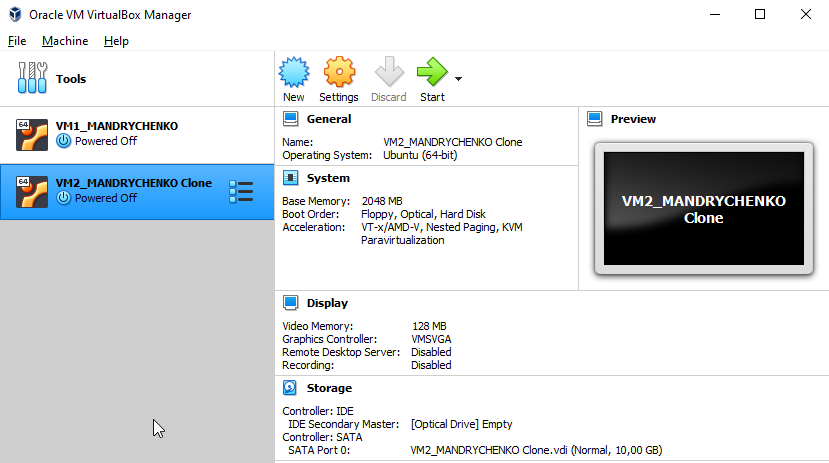 Oracle VM VirtualBox Manager
File Machine Help
Tools
New Settings Discard Start
64
VM1_MANDRYCHENKO
Powered Off
64
VM2_MANDRYCHENKO Clone
Powered Off
General
Name: VM2_MANDRYCHENKO Clone
Operating System: Ubuntu (64-bit)
System
Base Memory: 2048 MB
Boot Order: Floppy, Optical, Hard Disk
Acceleration: VT-x/AMD-V, Nested Paging, KVM
Paravirtualization
Preview
VM2_MANDRYCHENKO
Clone
Display
Video Memory: 128 MB
Graphics Controller: VMSVGA
Remote Desktop Server: Disabled
Recording: Disabled
Storage
Controller: IDE
IDE Secondary Master: [Optical Drive] Empty
Controller: SATA
SATA Port 0: VM2_MANDRYCHENKO Clone.vdi (Normal, 10,00 GB)